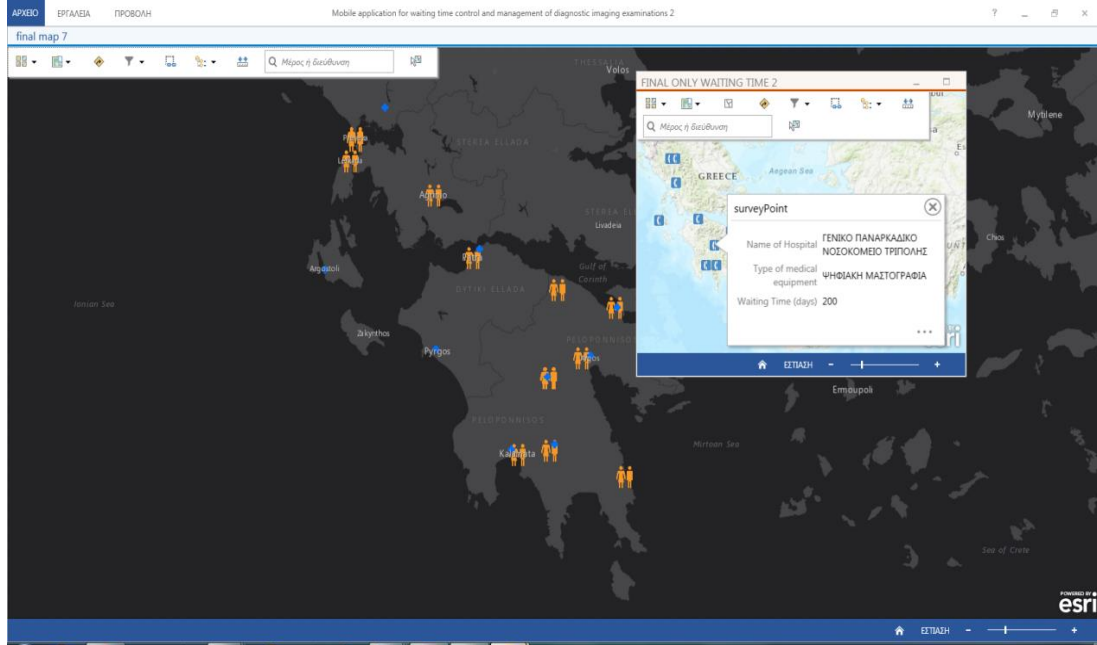 ΑΡΧΕΙΟ ΕΡΓΑΛΕΙΑ ΠΡΟΒΟΛΗ
Mobile application for waiting time control and management of diagnostic imaging examinations 2
final map 7
Μέρος ή διεύθυνση
THESSALIA
Volos
STEREA ELLADA
Livadeia
Gulf of
Corinth
Argostoli
DYTIKI ELLADA
Ionian Sea
Zakynthos
Pyrgos
PELOPONNISOS
Kalamata
Mirtoan Sea
Ermoupoli
Chios
Mytilene
Sea of Crete
FINAL ONLY WAITING TIME 2
Μέρος ή διεύθυνση
GREECE
Aegean Sea
surveyPoint
Name of Hospital ΓΕΝΙΚΟ ΠΑΝΑΡΚΑΔΙΚΟ
ΝΟΣΟΚΟΜΕΙΟ ΤΡΙΠΟΛΗΣ
Type of medical
equipment ΨΗΦΙΑΚΗ ΜΑΣΤΟΓΡΑΦΙΑ
Waiting Time (days) 200
ΕΣΤΙΑΣΗ
POWERED BY
esri
ΕΣΤΙΑΣΗ